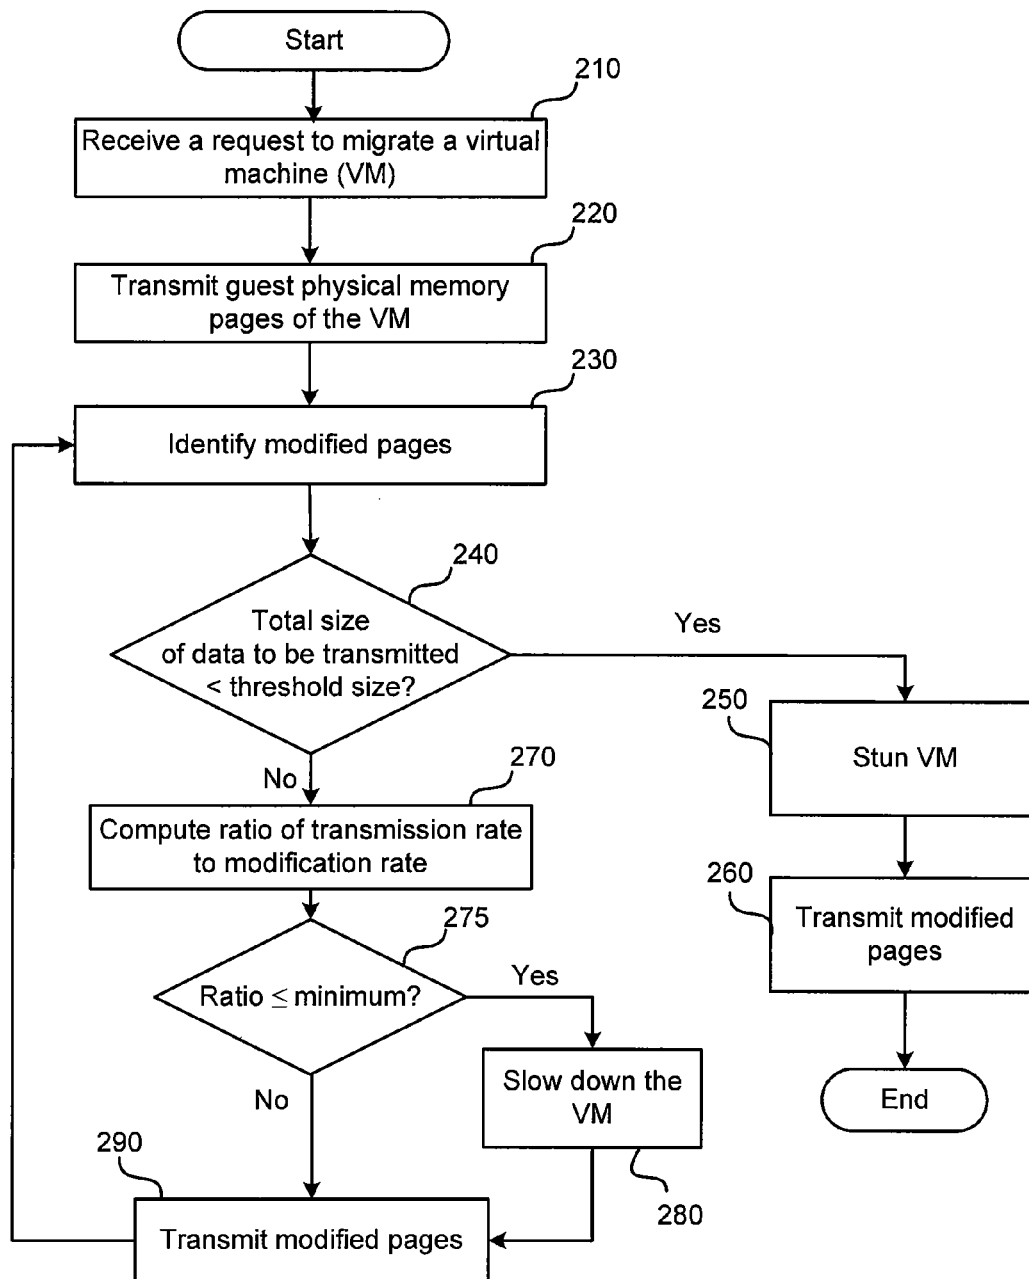 Start
210
Receive a request to migrate a virtual
machine (VM)
220
Transmit guest physical memory
pages of the VM
230
Identify modified pages
240
Total size
of data to be transmitted
< threshold size?
Yes
250
Stun VM
No
270
Compute ratio of transmission rate
to modification rate
260
Transmit modified
pages
275
Ratio ≤ minimum?
Yes
Slow down the
VM
280
End
No
290
Transmit modified pages